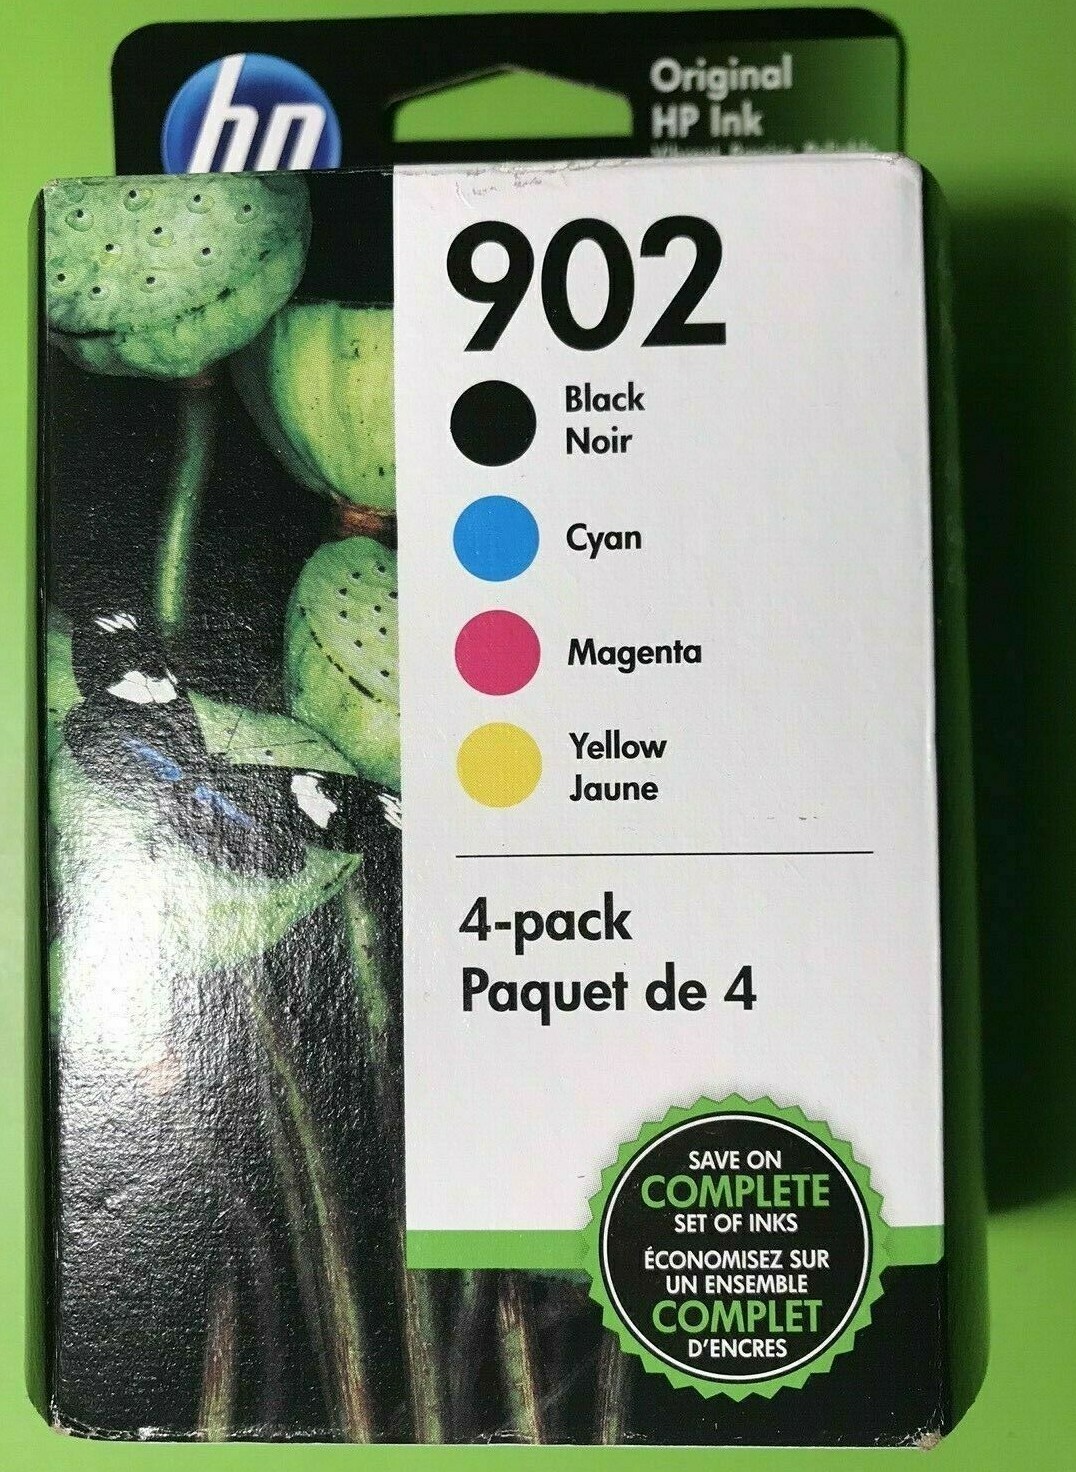 hp
Original
HP Ink
902
Black
Noir
Cyan
Magenta
Yellow
Jaune
4-pack
Paquet de 4
SAVE ON
COMPLETE
SET OF INKS
ÉCONOMISEZ SUR
UN ENSEMBLE
COMPLET
D'ENCRES